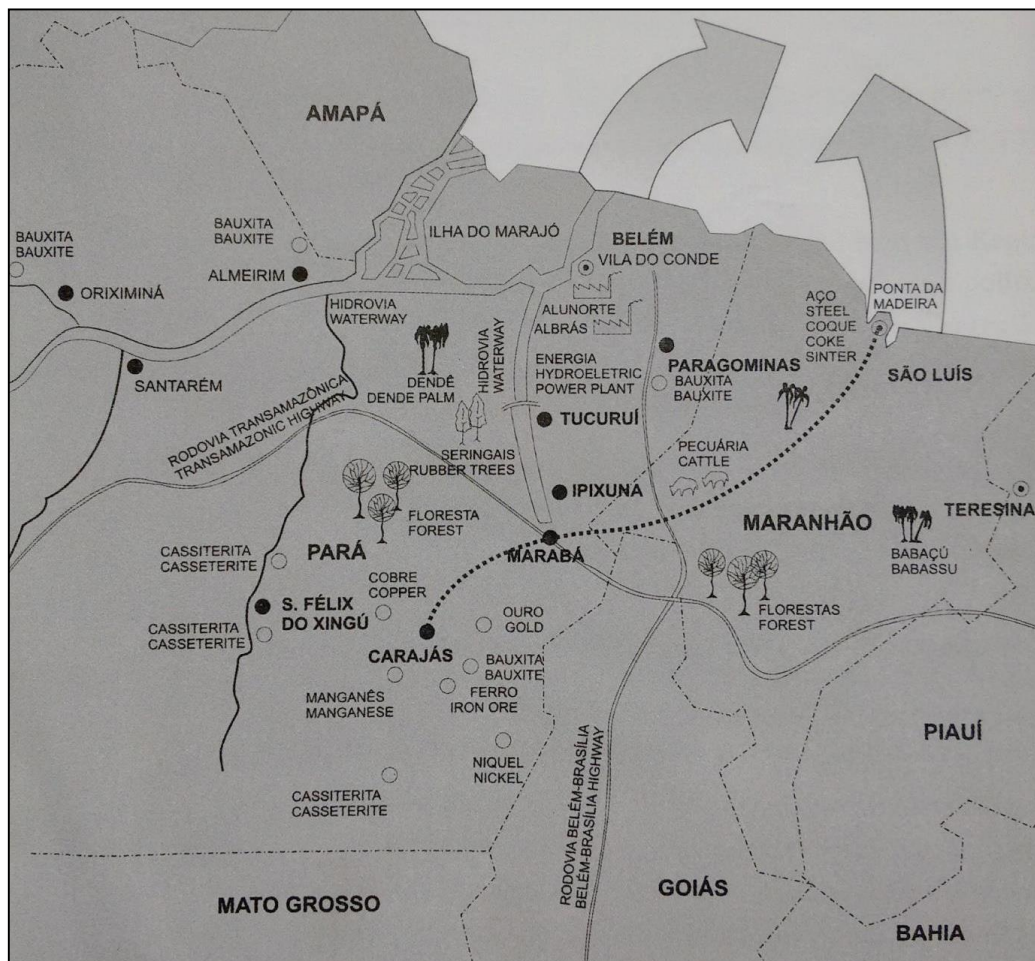 AMAPÁ
BAUXITA
BAUXITE
BAUXITA
BAUXITE
ALMEIRIM
ORIXIMINÁ
SANTARÉM
HIDROVIA
WATERWAY
ILHA DO MARAJÓ
BELÉM
VILA DO CONDE
ALUNORTE
ALBRÁS
HIDROVIA
WATERWAY
DENDÊ
DENDE PALM
ENERGIA
HYDROELETRIC
POWER PLANT
PARAGOMINAS
BAUXITA
BAUXITE
AÇO
STEEL
COQUE
COKE
SINTER
PONTA DA
MADEIRA
SÃO LUÍS
RODOVIA TRANSAMAZÔNICA
TRANSAMAZONIC HIGHWAY
SERINGAIS
RUBBER TREES
TUCURUÍ
IPIXUNA
PECUÁRIA
CATTLE
TERESINA
FLORESTA
FOREST
PARÁ
MARABÁ
MARANHÃO
BABAÇÚ
BABASSU
FLORESTAS
FOREST
CASSITERITA
CASSETERITE
S. FÉLIX
DO XINGÚ
CASSITERITA
CASSETERITE
COBRE
COPPER
OURO
GOLD
CARAJÁS
BAUXITA
BAUXITE
MANGANÊS
MANGANESE
FERRO
IRON ORE
NIQUEL
NICKEL
CASSITERITA
CASSETERITE
RODOVIA BELÉM-BRASÍLIA
BELÉM-BRASÍLIA HIGHWAY
PIAUÍ
MATO GROSSO
GOIÁS
BAHIA